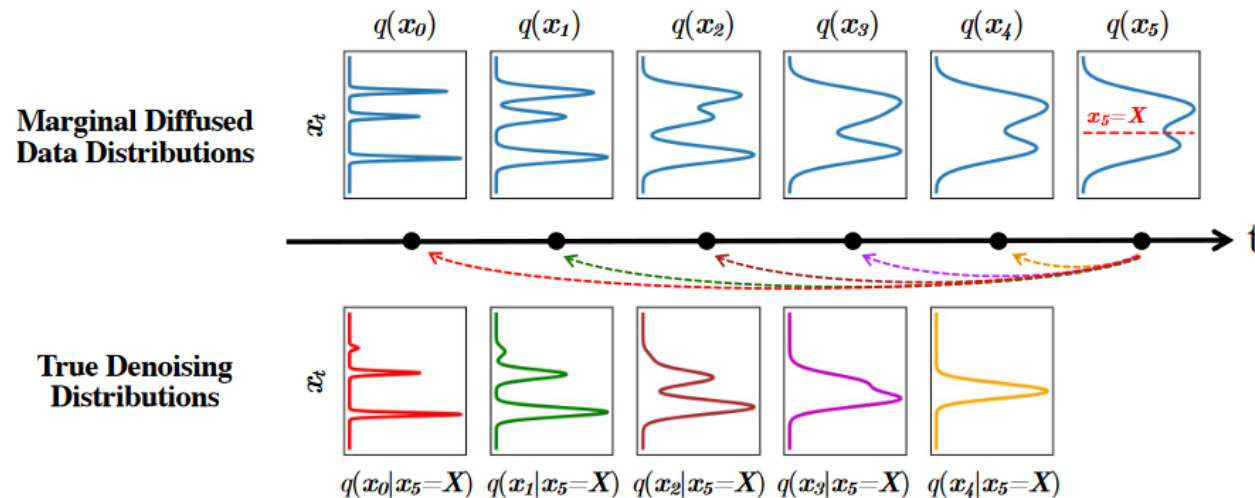 q(x₀) q(x₁) q(x₂) q(x₃) q(x₄) q(x₅)
Marginal Diffused
Data Distributions
xₜ
x₅=X
t
True Denoising
Distributions
xₜ
q(x₀|x₅=X) q(x₁|x₅=X) q(x₂|x₅=X) q(x₃|x₅=X) q(x₄|x₅=X)